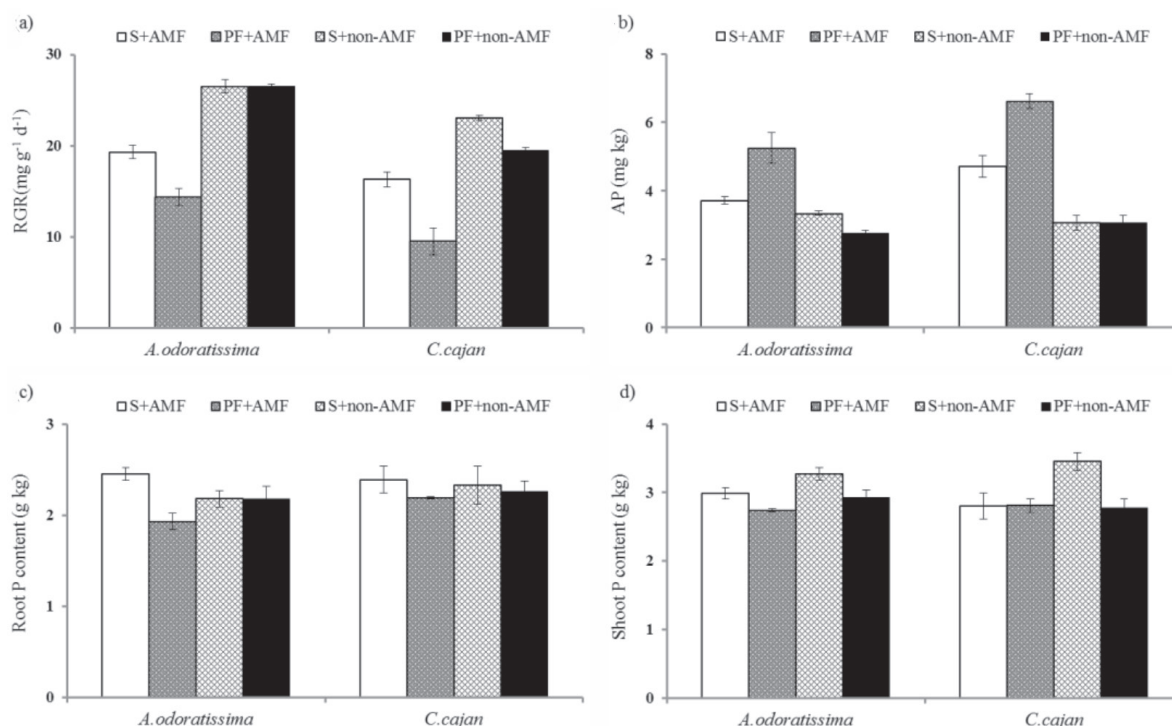 a)
S+AMF PF+AMF S+non-AMF PF+non-AMF
30
20
10
0
RGR(mg g⁻¹ d⁻¹)
A.odoratissima C.cajan
b)
S+AMF PF+AMF S+non-AMF PF+non-AMF
8
6
4
2
0
AP (mg kg)
A.odoratissima C.cajan
c)
S+AMF PF+AMF S+non-AMF PF+non-AMF
3
2
1
0
Root P content (g kg)
A.odoratissima C.cajan
d)
S+AMF PF+AMF S+non-AMF PF+non-AMF
4
3
2
1
0
Shoot P content (g kg)
A.odoratissima C.cajan